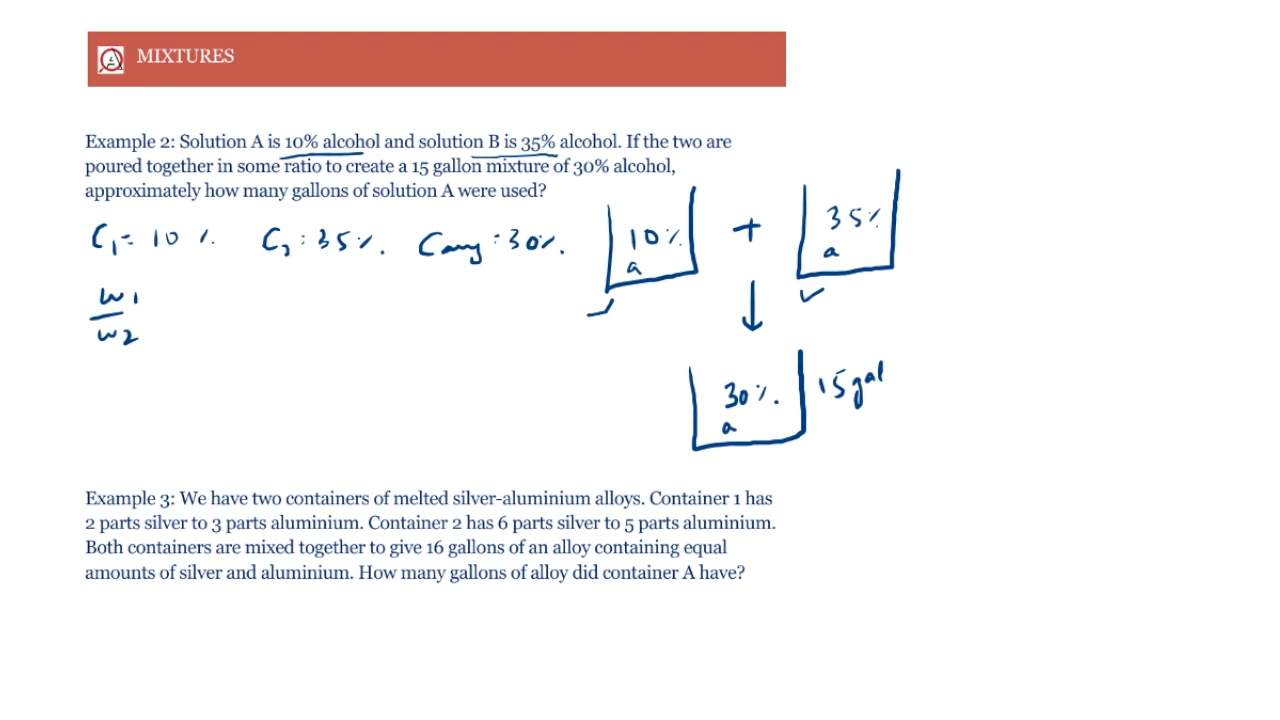 MIXTURES
Example 2: Solution A is 10% alcohol and solution B is 35% alcohol. If the two are
poured together in some ratio to create a 15 gallon mixture of 30% alcohol,
approximately how many gallons of solution A were used?
C1 = 10 % C2 : 35%. Cavg = 30%.
10% a + 35% a
w1
w2
30%. a 15 gal
Example 3: We have two containers of melted silver-aluminium alloys. Container 1 has
2 parts silver to 3 parts aluminium. Container 2 has 6 parts silver to 5 parts aluminium.
Both containers are mixed together to give 16 gallons of an alloy containing equal
amounts of silver and aluminium. How many gallons of alloy did container A have?